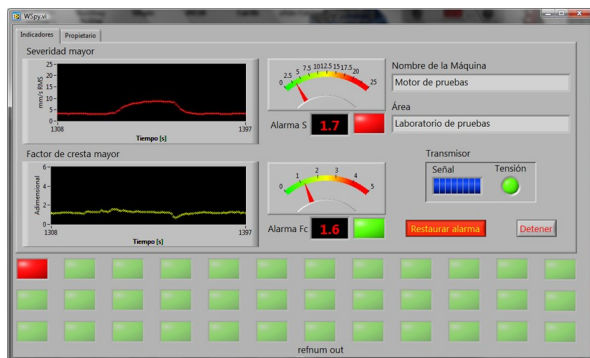 WSpy.vi
Indicadores Propietario
Severidad mayor
25
20
15
10
5
0
mm/s RMS
1308 1397
Tiempo [s]
0 2.5 5 7.5 10 12.5 15 17.5 20 25
Alarma S 1.7
Nombre de la Máquina
Motor de pruebas
Área
Laboratorio de pruebas
Factor de cresta mayor
6
4
2
0
Adimensional
1308 1397
Tiempo [s]
0 1 2 3 4 5
Alarma Fc 1.6
Transmisor
Señal Tensión
Restaurar alarma Detener
refnum out